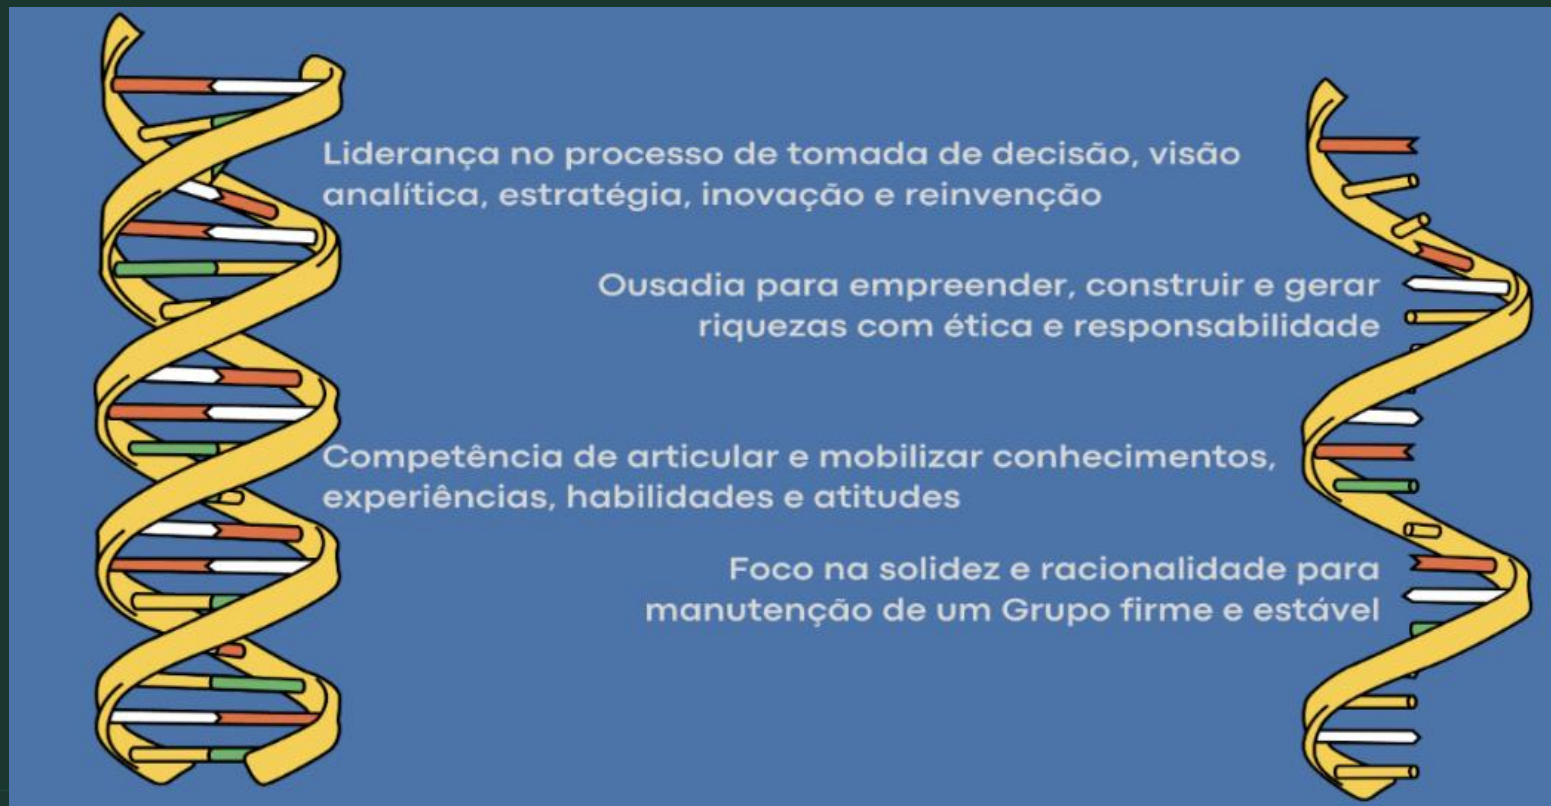 Liderança no processo de tomada de decisão, visão
analítica, estratégia, inovação e reinvenção
Ousadia para empreender, construir e gerar
riquezas com ética e responsabilidade
Competência de articular e mobilizar conhecimentos,
experiências, habilidades e atitudes
Foco na solidez e racionalidade para
manutenção de um Grupo firme e estável